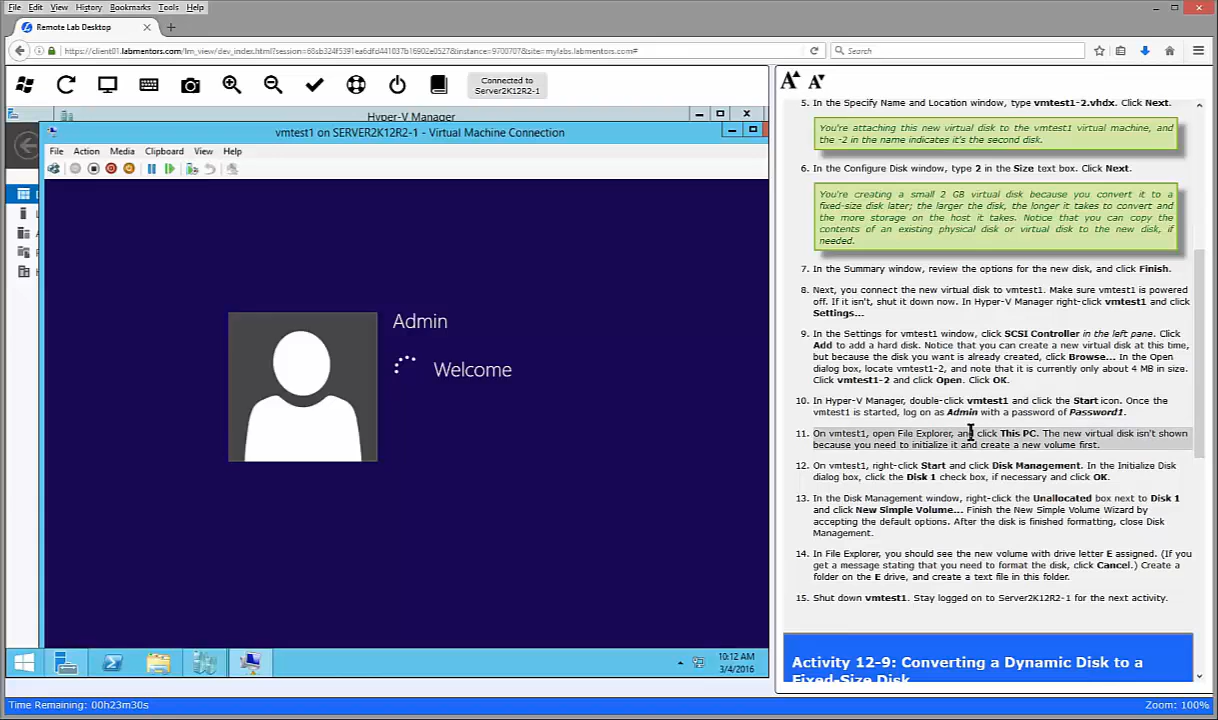 File Edit View History Bookmarks Tools Help
Remote Lab Desktop
Search
Connected to
Server2K12R2-1
Hyper-V Manager
vmtest1 on SERVER2K12R2-1 - Virtual Machine Connection
File Action Media Clipboard View Help
Admin
Welcome
10:12 AM
3/4/2016
5. In the Specify Name and Location window, type vmtest1-2.vhdx. Click Next.
You're attaching this new virtual disk to the vmtest1 virtual machine, and
the -2 in the name indicates it's the second disk.
6. In the Configure Disk window, type 2 in the Size text box. Click Next.
You're creating a small 2 GB virtual disk because you convert it to a
fixed-size disk later; the larger the disk, the longer it takes to convert and
the more storage on the host it takes. Notice that you can copy the
contents of an existing physical disk or virtual disk to the new disk, if
needed.
7. In the Summary window, review the options for the new disk, and click Finish.
8. Next, you connect the new virtual disk to vmtest1. Make sure vmtest1 is powered
off. If it isn't, shut it down now. In Hyper-V Manager right-click vmtest1 and click
Settings...
9. In the Settings for vmtest1 window, click SCSI Controller in the left pane. Click
Add to add a hard disk. Notice that you can create a new virtual disk at this time,
but because the disk you want is already created, click Browse... In the Open
dialog box, locate vmtest1-2, and note that it is currently only about 4 MB in size.
Click vmtest1-2 and click Open. Click OK.
10. In Hyper-V Manager, double-click vmtest1 and click the Start icon. Once the
vmtest1 is started, log on as Admin with a password of Password1.
11. On vmtest1, open File Explorer, and click This PC. The new virtual disk isn't shown
because you need to initialize it and create a new volume first.
12. On vmtest1, right-click Start and click Disk Management. In the Initialize Disk
dialog box, click the Disk 1 check box, if necessary and click OK.
13. In the Disk Management window, right-click the Unallocated box next to Disk 1
and click New Simple Volume... Finish the New Simple Volume Wizard by
accepting the default options. After the disk is finished formatting, close Disk
Management.
14. In File Explorer, you should see the new volume with drive letter E assigned. (If you
get a message stating that you need to format the disk, click Cancel.) Create a
folder on the E drive, and create a text file in this folder.
15. Shut down vmtest1. Stay logged on to Server2K12R2-1 for the next activity.
Activity 12-9: Converting a Dynamic Disk to a
Fixed-Size Disk
Time Remaining: 00h23m30s
Zoom: 100%